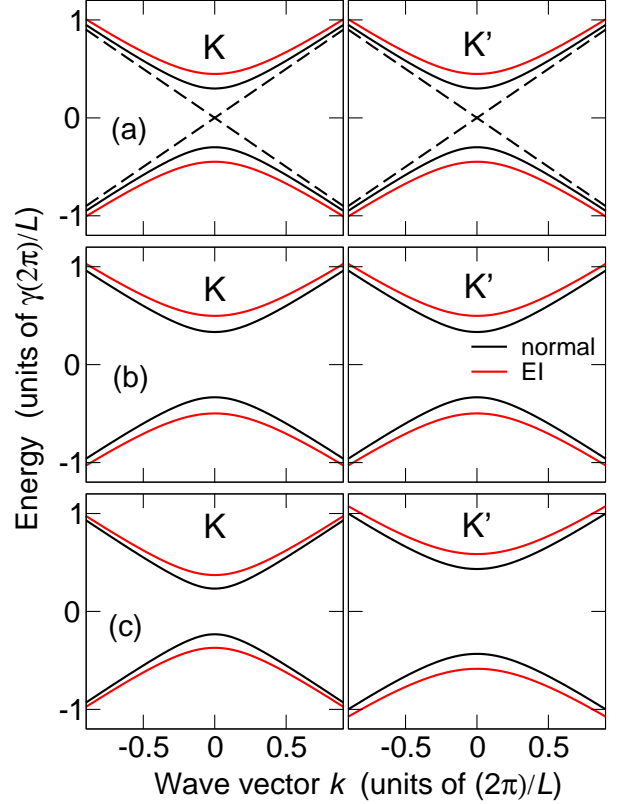 K K’
1
0
-1
(a)
K K’
1
0
-1
(b)
normal
EI
K K’
1
0
-1
(c)
-0.5 0 0.5 -0.5 0 0.5
Wave vector k (units of (2π)/L)
Energy (units of γ(2π)/L)